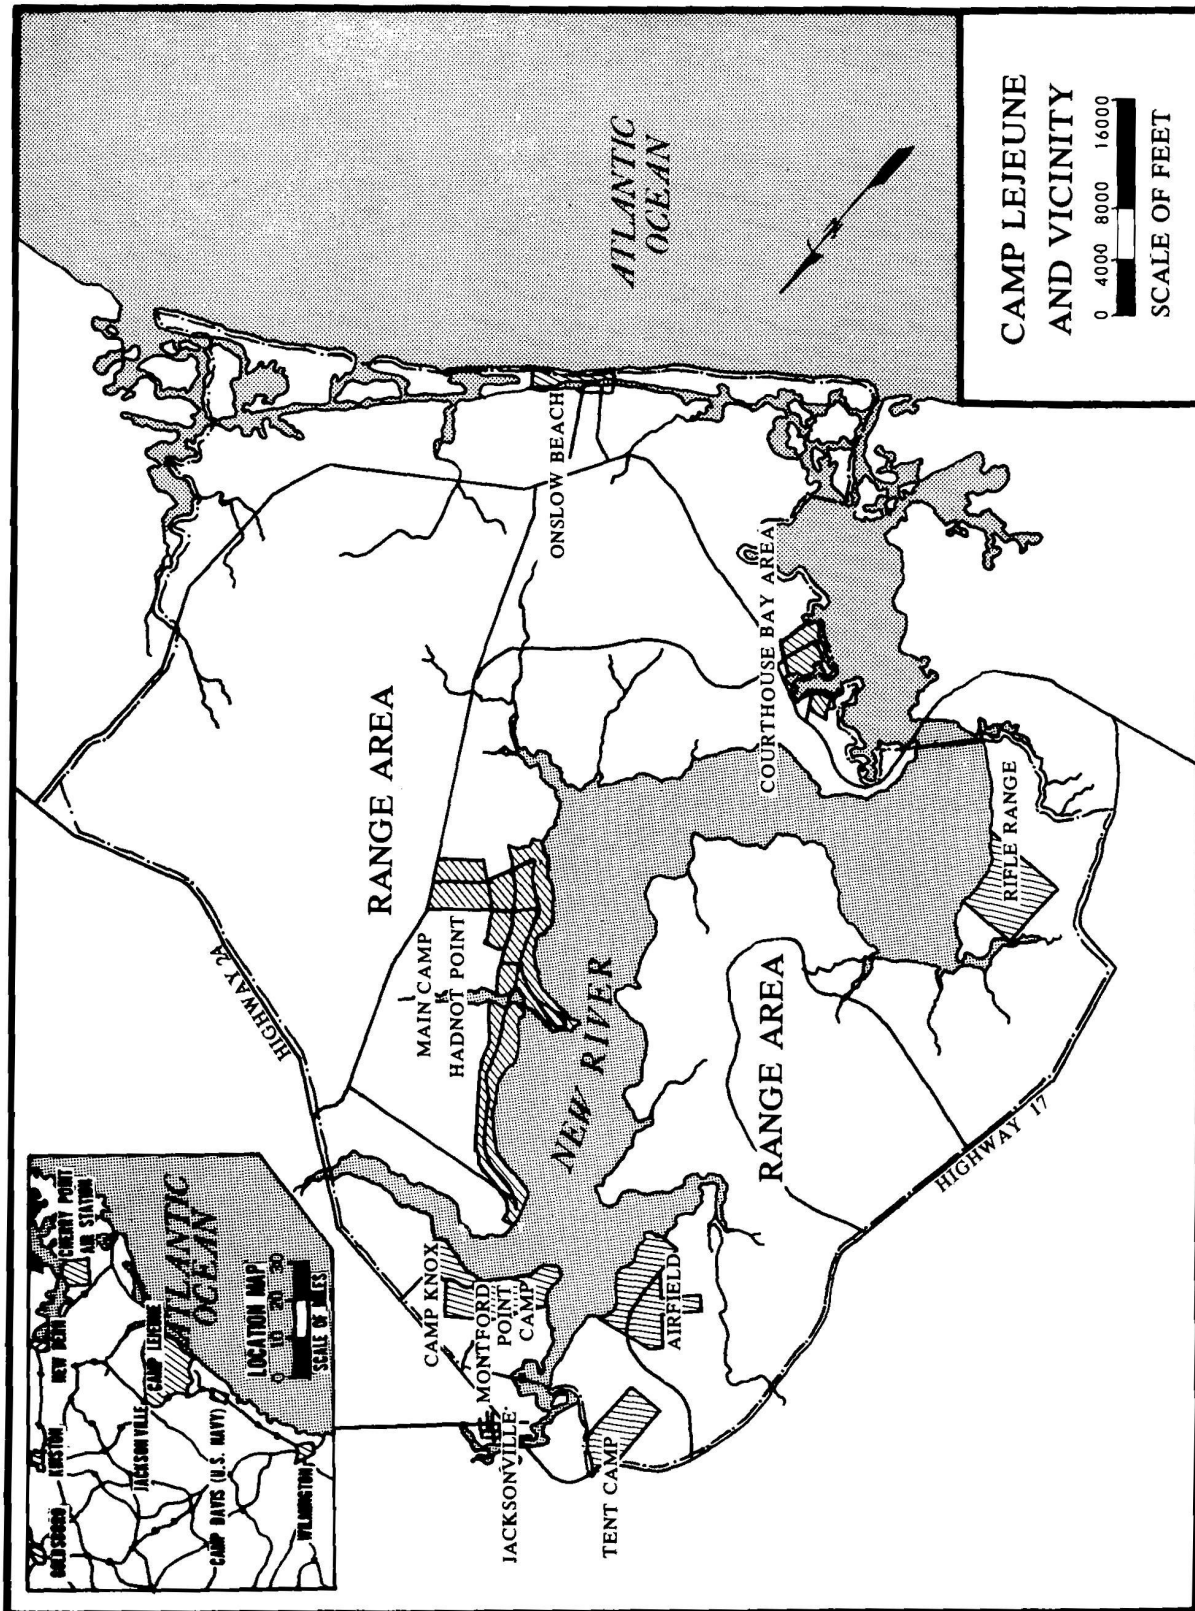 GOLDSBORO
KINSTON
NEW BERN
CHERRY POINT
AIR STATION
JACKSONVILLE
CAMP LEJEUNE
CAMP DAVIS (U.S. NAVY)
WILMINGTON
ATLANTIC
OCEAN
LOCATION MAP
0 10 20 30
SCALE OF MILES
HIGHWAY 24
RANGE AREA
MAIN CAMP
HADNOT POINT
CAMP KNOX
MONTFORD
POINT
CAMP
JACKSONVILLE
NEW RIVER
ONSLOW BEACH
ATLANTIC
OCEAN
N
TENT CAMP
AIRFIELD
RANGE AREA
COURTHOUSE BAY AREA
HIGHWAY 17
RIFLE RANGE
CAMP LEJEUNE
AND VICINITY
0 4000 8000 16000
SCALE OF FEET